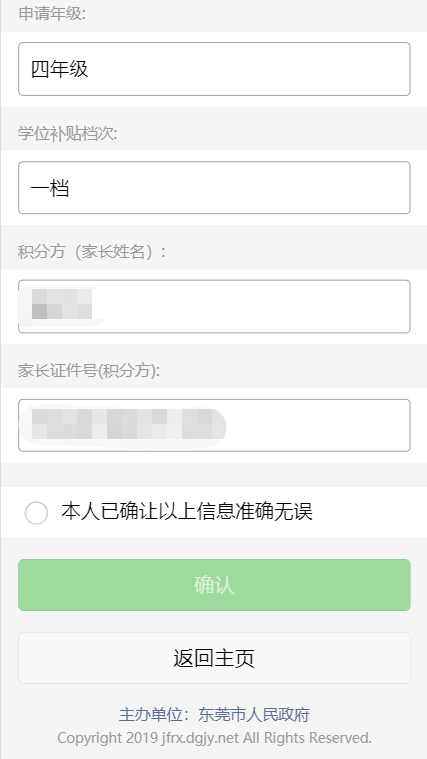 申请年级:
四年级
学位补贴档次:
一档
积分方（家长姓名）:
家长证件号(积分方):
本人已确让以上信息准确无误
确认
返回主页
主办单位：东莞市人民政府
Copyright 2019 jfrx.dgjy.net All Rights Reserved.